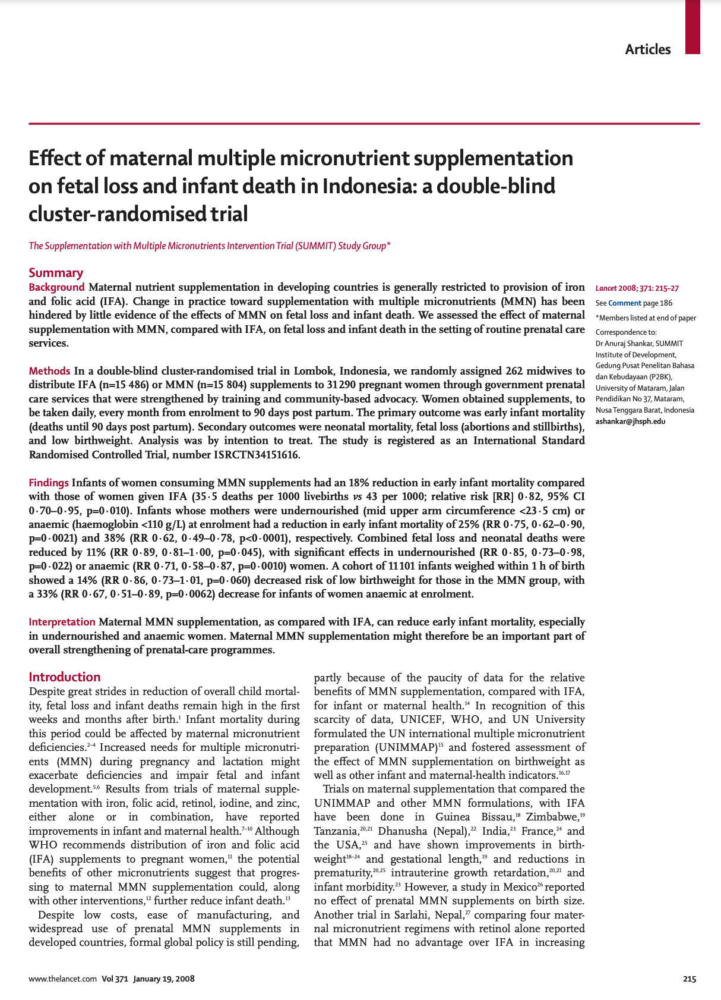 Articles
Effect of maternal multiple micronutrient supplementation
on fetal loss and infant death in Indonesia: a double-blind
cluster-randomised trial
The Supplementation with Multiple Micronutrients Intervention Trial (SUMMIT) Study Group*
Summary
Background Maternal nutrient supplementation in developing countries is generally restricted to provision of iron
and folic acid (IFA). Change in practice toward supplementation with multiple micronutrients (MMN) has been
hindered by little evidence of the effects of MMN on fetal loss and infant death. We assessed the effect of maternal
supplementation with MMN, compared with IFA, on fetal loss and infant death in the setting of routine prenatal care
services.
Methods In a double-blind cluster-randomised trial in Lombok, Indonesia, we randomly assigned 262 midwives to
distribute IFA (n=15 486) or MMN (n=15 804) supplements to 31 290 pregnant women through government prenatal
care services that were strengthened by training and community-based advocacy. Women obtained supplements, to
be taken daily, every month from enrolment to 90 days post partum. The primary outcome was early infant mortality
(deaths until 90 days post partum). Secondary outcomes were neonatal mortality, fetal loss (abortions and stillbirths),
and low birthweight. Analysis was by intention to treat. The study is registered as an International Standard
Randomised Controlled Trial, number ISRCTN34151616.
Findings Infants of women consuming MMN supplements had an 18% reduction in early infant mortality compared
with those of women given IFA (35·5 deaths per 1000 livebirths vs 43 per 1000; relative risk [RR] 0·82, 95% CI
0·70–0·95, p=0·010). Infants whose mothers were undernourished (mid upper arm circumference <23·5 cm) or
anaemic (haemoglobin <110 g/L) at enrolment had a reduction in early infant mortality of 25% (RR 0·75, 0·62–0·90,
p=0·0021) and 38% (RR 0·62, 0·49–0·78, p<0·0001), respectively. Combined fetal loss and neonatal deaths were
reduced by 11% (RR 0·89, 0·81–1·00, p=0·045), with significant effects in undernourished (RR 0·85, 0·73–0·98,
p=0·022) or anaemic (RR 0·71, 0·58–0·87, p=0·0010) women. A cohort of 11 101 infants weighed within 1 h of birth
showed a 14% (RR 0·86, 0·73–1·01, p=0·060) decreased risk of low birthweight for those in the MMN group, with
a 33% (RR 0·67, 0·51–0·89, p=0·0062) decrease for infants of women anaemic at enrolment.
Interpretation Maternal MMN supplementation, as compared with IFA, can reduce early infant mortality, especially
in undernourished and anaemic women. Maternal MMN supplementation might therefore be an important part of
overall strengthening of prenatal-care programmes.
Lancet 2008; 371: 215–27
See Comment page 186
*Members listed at end of paper
Correspondence to:
Dr Anuraj Shankar, SUMMIT
Institute of Development,
Gedung Pusat Penelitan Bahasa
dan Kebudayaan (P2BK),
University of Mataram, Jalan
Pendidikan No 37, Mataram,
Nusa Tenggara Barat, Indonesia
ashankar@jhsph.edu
Introduction
Despite great strides in reduction of overall child mortal-
ity, fetal loss and infant deaths remain high in the first
weeks and months after birth.1 Infant mortality during
this period could be affected by maternal micronutrient
deficiencies.2–4 Increased needs for multiple micronutri-
ents (MMN) during pregnancy and lactation might
exacerbate deficiencies and impair fetal and infant
development.5,6 Results from trials of maternal supple-
mentation with iron, folic acid, retinol, iodine, and zinc,
either alone or in combination, have reported
improvements in infant and maternal health.7–10 Although
WHO recommends distribution of iron and folic acid
(IFA) supplements to pregnant women,11 the potential
benefits of other micronutrients suggest that progres-
sing to maternal MMN supplementation could, along
with other interventions,12 further reduce infant death.13
Despite low costs, ease of manufacturing, and
widespread use of prenatal MMN supplements in
developed countries, formal global policy is still pending,
partly because of the paucity of data for the relative
benefits of MMN supplementation, compared with IFA,
for infant or maternal health.14 In recognition of this
scarcity of data, UNICEF, WHO, and UN University
formulated the UN international multiple micronutrient
preparation (UNIMMAP)15 and fostered assessment of
the effect of MMN supplementation on birthweight as
well as other infant and maternal-health indicators.16,17
Trials on maternal supplementation that compared the
UNIMMAP and other MMN formulations, with IFA
have been done in Guinea Bissau,18 Zimbabwe,19
Tanzania,20,21 Dhanusha (Nepal),22 India,23 France,24 and
the USA,25 and have shown improvements in birth-
weight18–24 and gestational length,19 and reductions in
prematurity,20,25 intrauterine growth retardation,20,21 and
infant morbidity.23 However, a study in Mexico26 reported
no effect of prenatal MMN supplements on birth size.
Another trial in Sarlahi, Nepal,27 comparing four mater-
nal micronutrient regimens with retinol alone reported
that MMN had no advantage over IFA in increasing
www.thelancet.com Vol 371 January 19, 2008
215